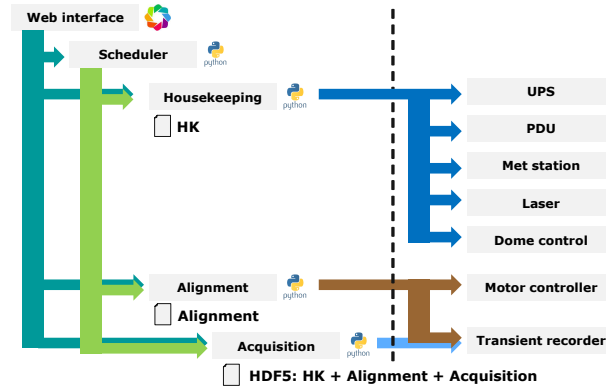 Web interface
Scheduler
python
Housekeeping
python
HK
UPS
PDU
Met station
Laser
Dome control
Alignment
python
Alignment
Motor controller
Acquisition
python
Transient recorder
HDF5: HK + Alignment + Acquisition